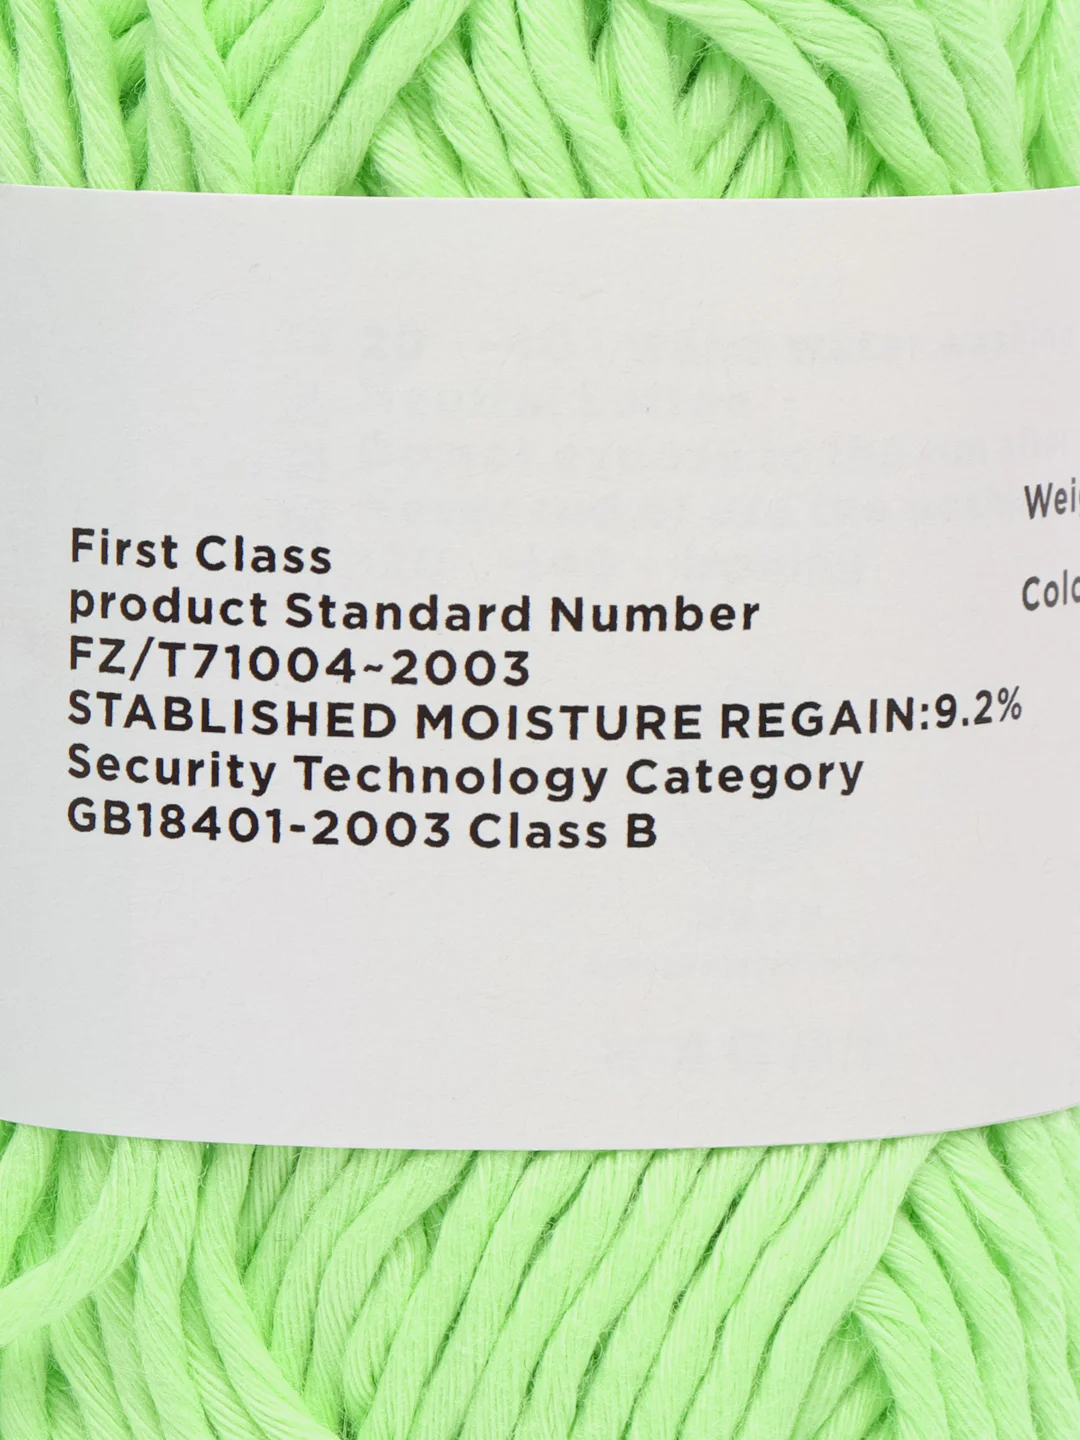 First Class
product Standard Number
FZ/T71004~2003
STABLISHED MOISTURE REGAIN:9.2%
Security Technology Category
GB18401-2003 Class B